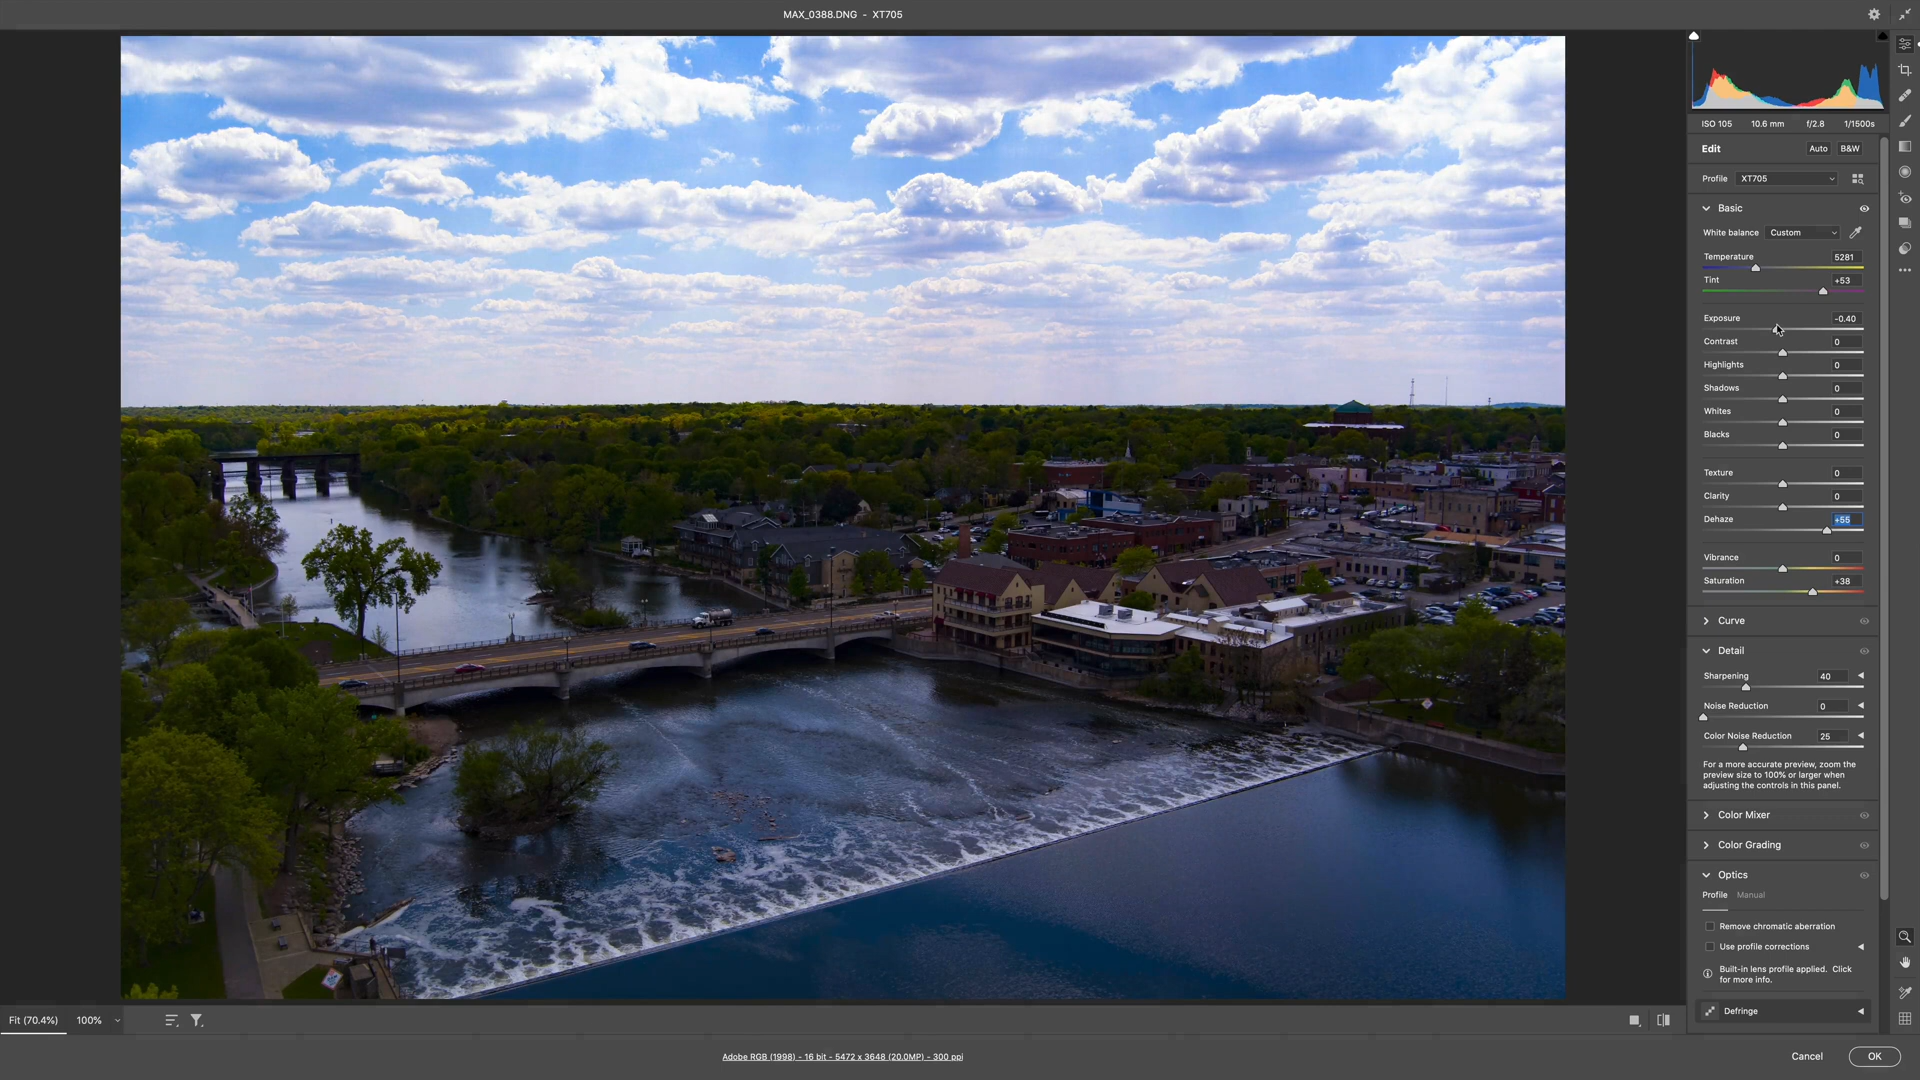 MAX_0388.DNG - XT705
ISO 105 10.6 mm f/2.8 1/1500s
Edit Auto B&W
Profile XT705
Basic
White balance Custom
Temperature 5281
Tint +53
Exposure -0.40
Contrast 0
Highlights 0
Shadows 0
Whites 0
Blacks 0
Texture 0
Clarity 0
Dehaze +55
Vibrance 0
Saturation +38
Curve
Detail
Sharpening 40
Noise Reduction 0
Color Noise Reduction 25
For a more accurate preview, zoom the
preview size to 100% or larger when
adjusting the controls in this panel.
Color Mixer
Color Grading
Optics
Profile Manual
Remove chromatic aberration
Use profile corrections
Built-in lens profile applied. Click
for more info.
Defringe
Fit (70.4%) 100%
Adobe RGB (1998) - 16 bit - 5472 x 3648 (20.0MP) - 300 ppi
Cancel OK